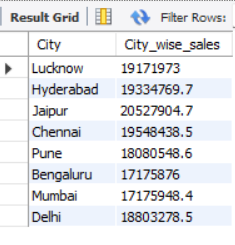 Result Grid Filter Rows:
City City_wise_sales
Lucknow 19171973
Hyderabad 19334769.7
Jaipur 20527904.7
Chennai 19548438.5
Pune 18080548.6
Bengaluru 17175876
Mumbai 17175948.4
Delhi 18803278.5